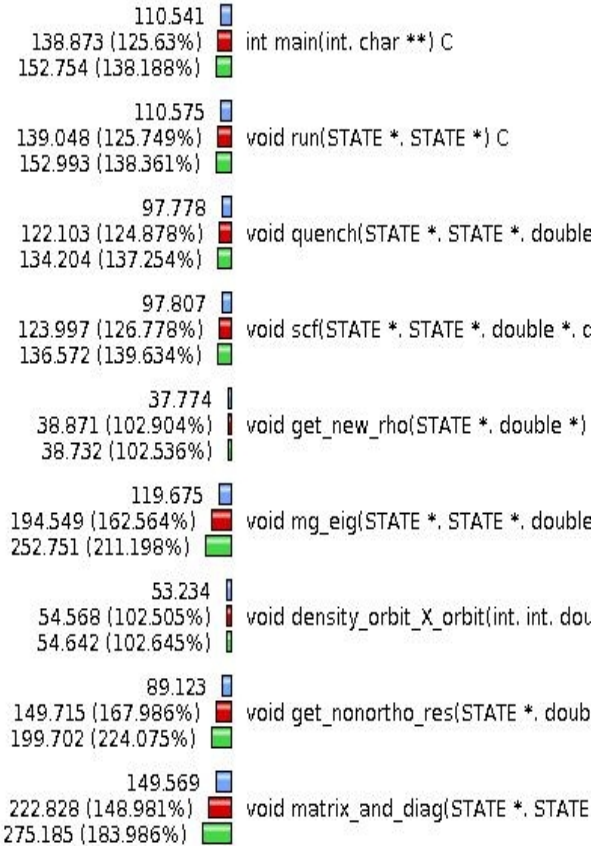 110.541
138.873 (125.63%) int main(int. char **) C
152.754 (138.188%)
110.575
139.048 (125.749%) void run(STATE *. STATE *) C
152.993 (138.361%)
97.778
122.103 (124.878%) void quench(STATE *. STATE *. double
134.204 (137.254%)
97.807
123.997 (126.778%) void scf(STATE *. STATE *. double *. d
136.572 (139.634%)
37.774
38.871 (102.904%) void get_new_rho(STATE *. double *)
38.732 (102.536%)
119.675
194.549 (162.564%) void mg_eig(STATE *. STATE *. double
252.751 (211.198%)
53.234
54.568 (102.505%) void density_orbit_X_orbit(int. int. dou
54.642 (102.645%)
89.123
149.715 (167.986%) void get_nonortho_res(STATE *. doub
199.702 (224.075%)
149.569
222.828 (148.981%) void matrix_and_diag(STATE *. STATE
275.185 (183.986%)